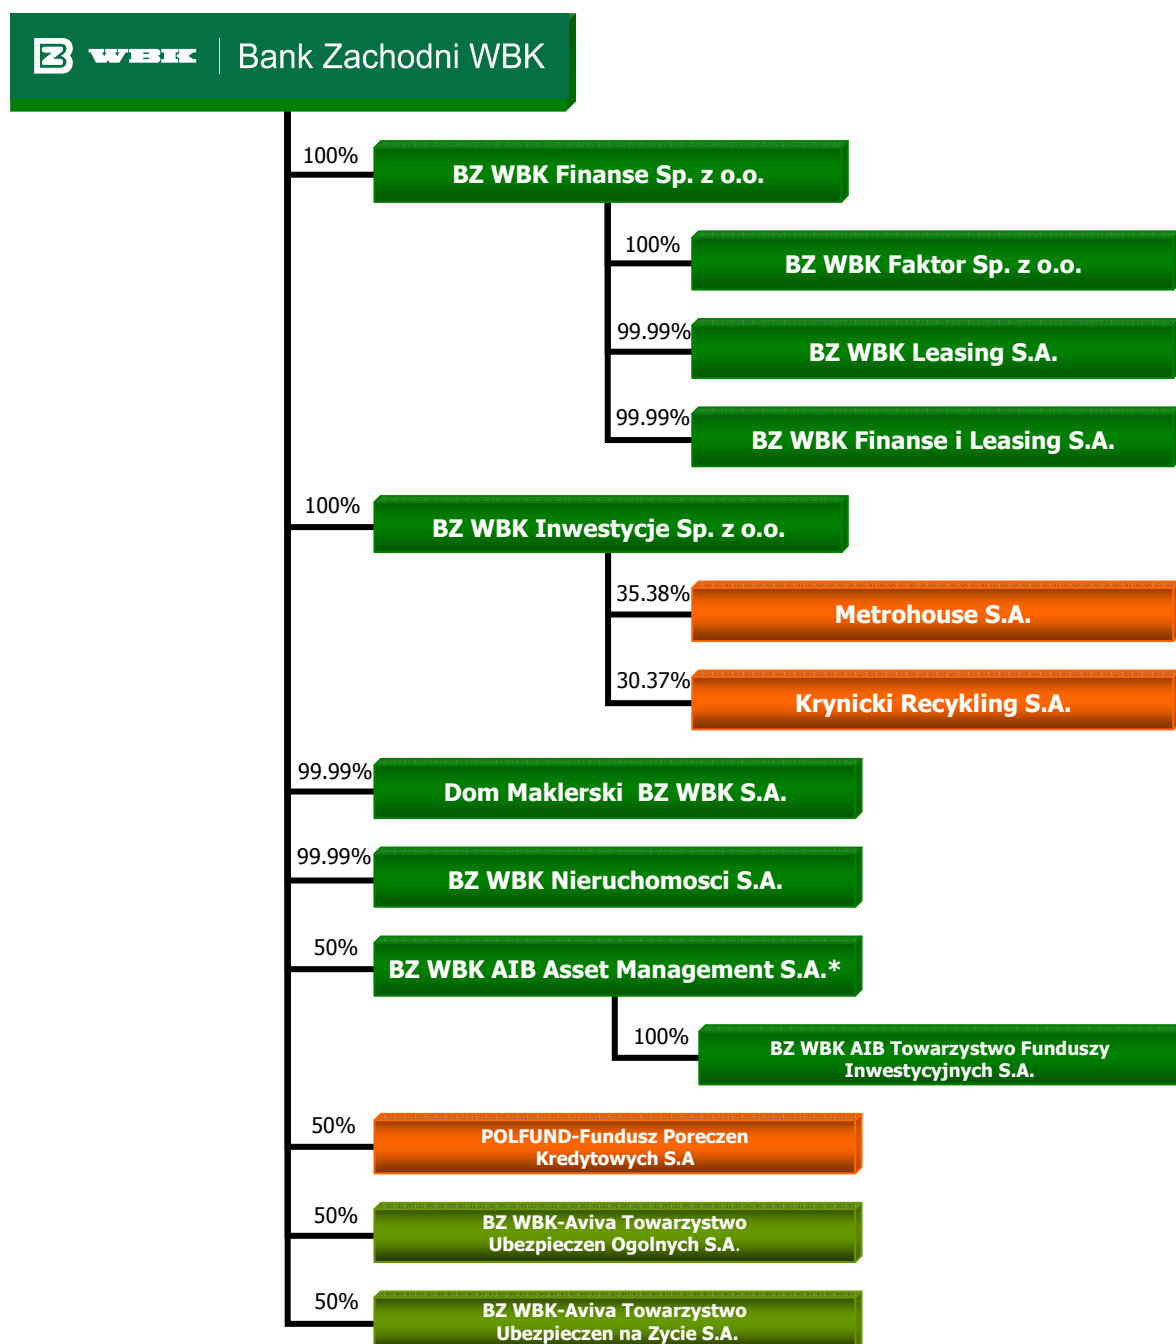 BZ WBK | Bank Zachodni WBK
100%
BZ WBK Finanse Sp. z o.o.
100%
BZ WBK Faktor Sp. z o.o.
99.99%
BZ WBK Leasing S.A.
99.99%
BZ WBK Finanse i Leasing S.A.
100%
BZ WBK Inwestycje Sp. z o.o.
35.38%
Metrohouse S.A.
30.37%
Krynicki Recykling S.A.
99.99%
Dom Maklerski BZ WBK S.A.
99.99%
BZ WBK Nieruchomosci S.A.
50%
BZ WBK AIB Asset Management S.A.*
100%
BZ WBK AIB Towarzystwo Funduszy
Inwestycyjnych S.A.
50%
POLFUND-Fundusz Poreczen
Kredytowych S.A
50%
BZ WBK-Aviva Towarzystwo
Ubezpieczen Ogolnych S.A.
50%
BZ WBK-Aviva Towarzystwo
Ubezpieczen na Zycie S.A.